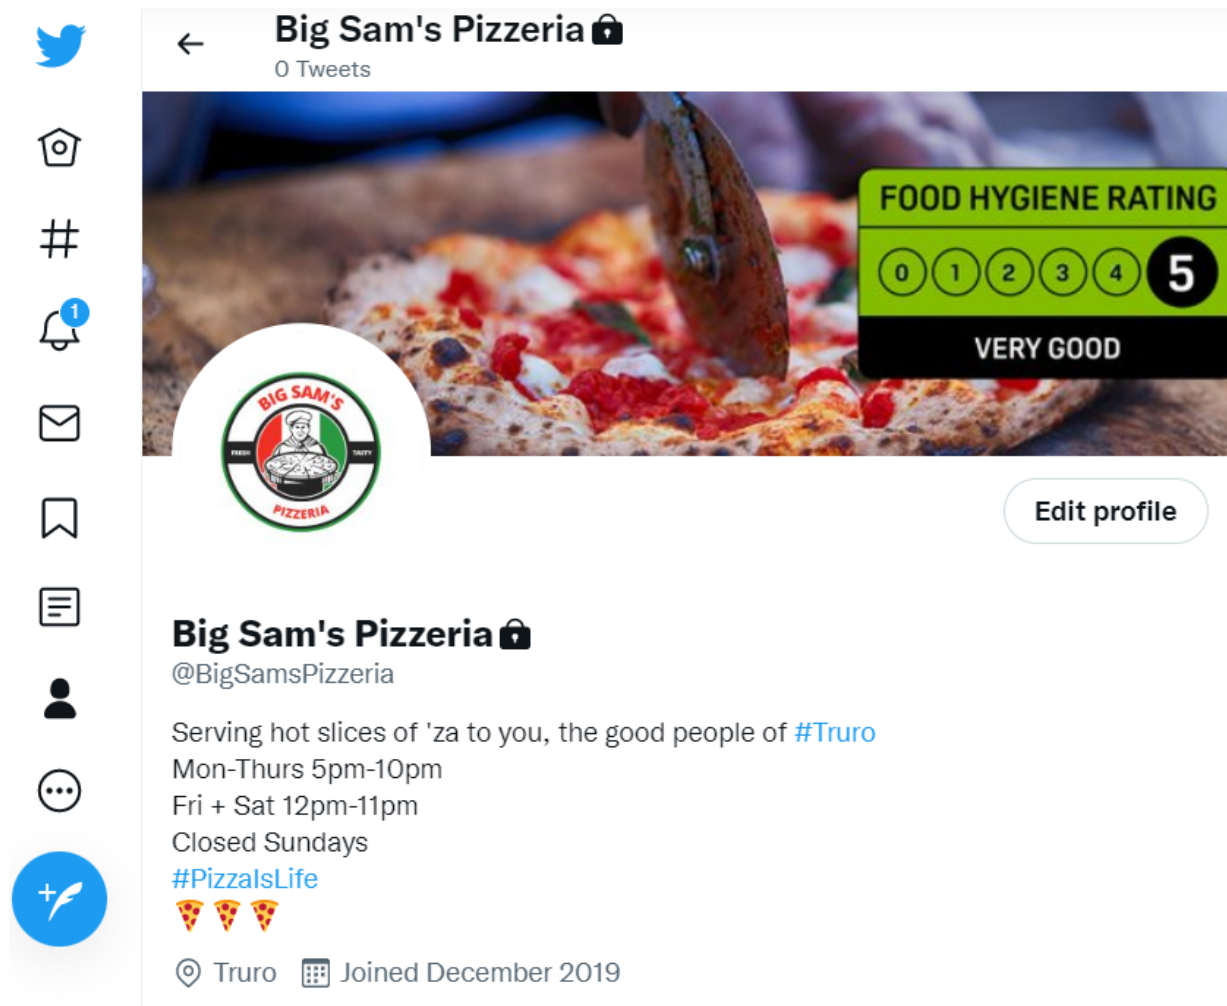 Big Sam's Pizzeria
0 Tweets
FOOD HYGIENE RATING
0 1 2 3 4 5
VERY GOOD
1
BIG SAM'S
FRESH TASTY
PIZZERIA
Edit profile
Big Sam's Pizzeria
@BigSamsPizzeria
Serving hot slices of 'za to you, the good people of #Truro
Mon-Thurs 5pm-10pm
Fri + Sat 12pm-11pm
Closed Sundays
#PizzaIsLife
🍕🍕🍕
Truro Joined December 2019